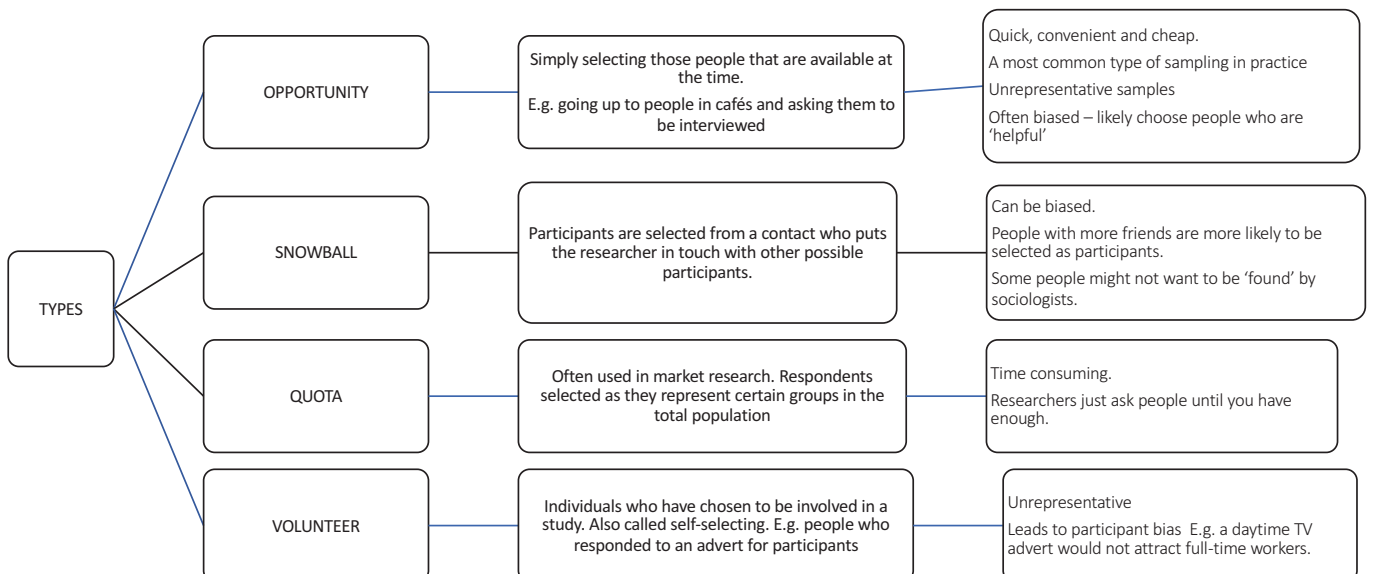 TYPES
OPPORTUNITY
Simply selecting those people that are available at
the time.
E.g. going up to people in cafés and asking them to
be interviewed
Quick, convenient and cheap.
A most common type of sampling in practice
Unrepresentative samples
Often biased – likely choose people who are
‘helpful’
SNOWBALL
Participants are selected from a contact who puts
the researcher in touch with other possible
participants.
Can be biased.
People with more friends are more likely to be
selected as participants.
Some people might not want to be ‘found’ by
sociologists.
QUOTA
Often used in market research. Respondents
selected as they represent certain groups in the
total population
Time consuming.
Researchers just ask people until you have
enough.
VOLUNTEER
Individuals who have chosen to be involved in a
study. Also called self-selecting. E.g. people who
responded to an advert for participants
Unrepresentative
Leads to participant bias  E.g. a daytime TV
advert would not attract full-time workers.